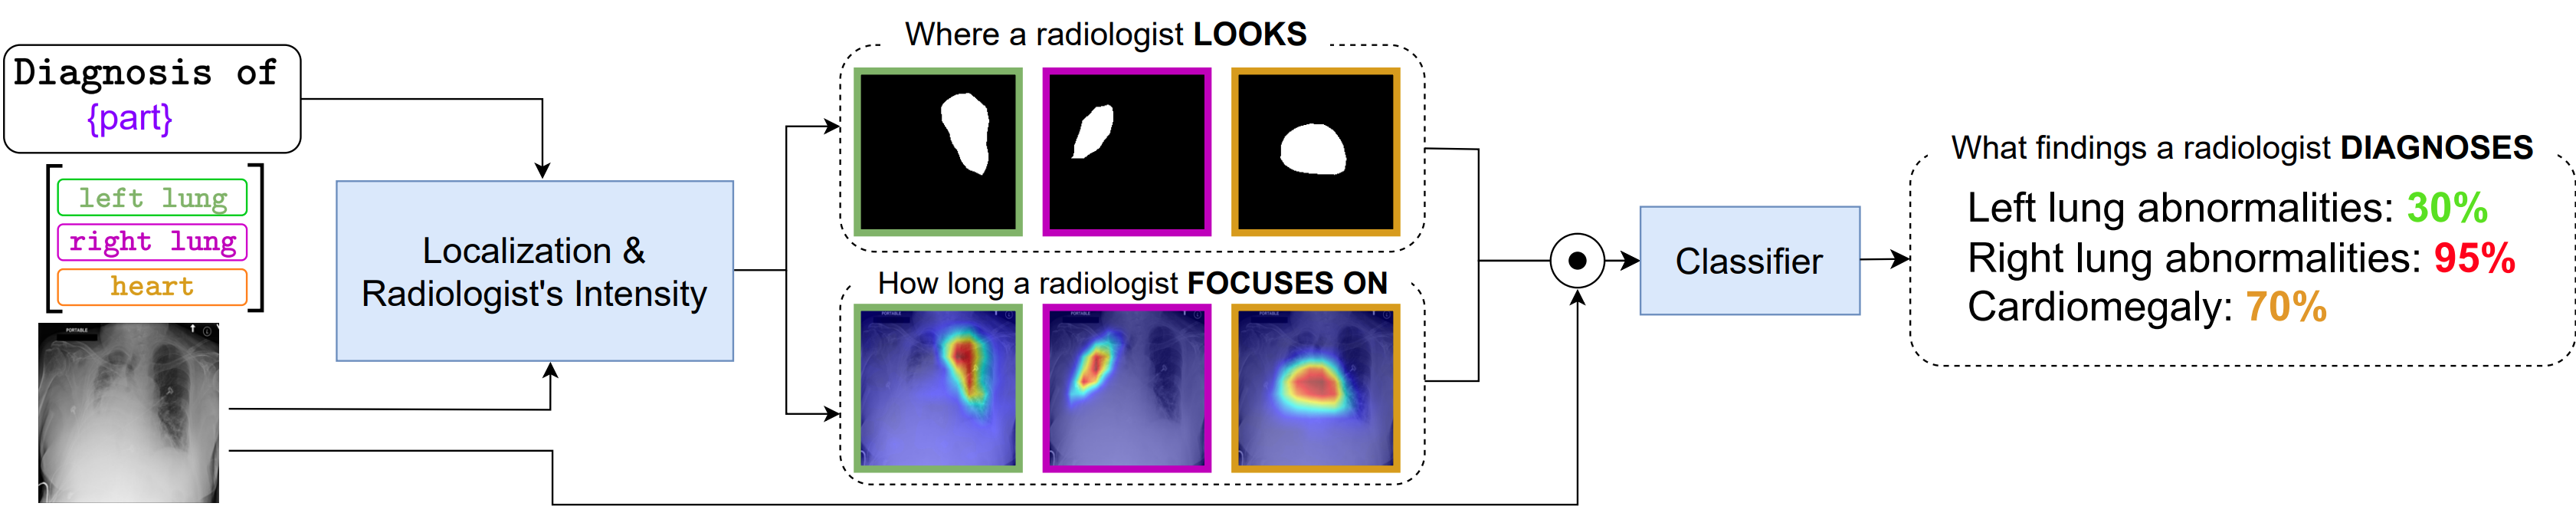 Diagnosis of
{part}
left lung
right lung
heart
PORTABLE
L
Localization &
Radiologist's Intensity
Where a radiologist LOOKS
How long a radiologist FOCUSES ON
Classifier
What findings a radiologist DIAGNOSES
Left lung abnormalities: 30%
Right lung abnormalities: 95%
Cardiomegaly: 70%